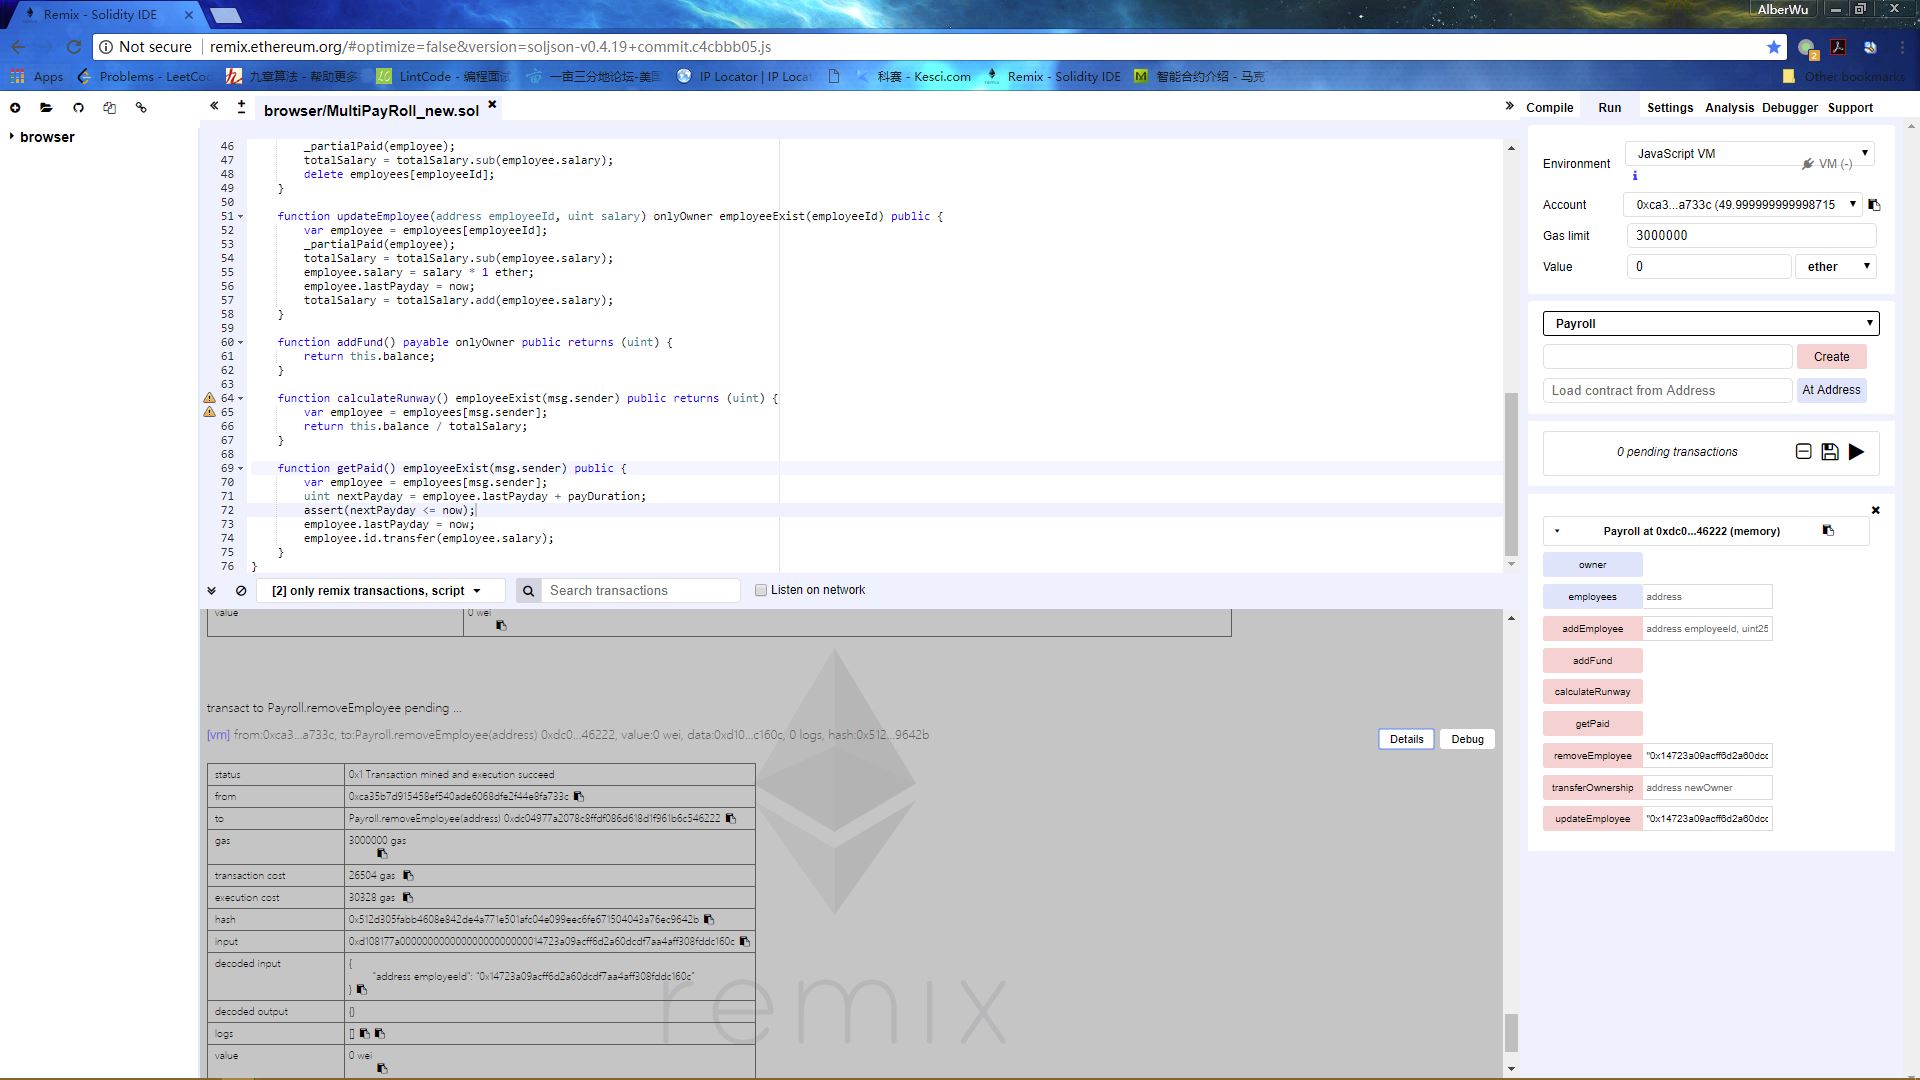 Remix - Solidity IDE
AlberWu
Not secure
remix.ethereum.org/#optimize=false&version=soljson-v0.4.19+commit.c4cbbb05.js
Apps
Problems - LeetCo
九章算法 - 帮助更多
LintCode - 编程面试
一亩三分地论坛-美国
IP Locator | IP Locat
科赛 - Kesci.com
Remix - Solidity IDE
智能合约介绍 - 马克
Other bookmarks
browser
browser/MultiPayRoll_new.sol
46 _partialPaid(employee);
47 totalSalary = totalSalary.sub(employee.salary);
48 delete employees[employeeId];
49 }
50
51 function updateEmployee(address employeeId, uint salary) onlyOwner employeeExist(employeeId) public {
52 var employee = employees[employeeId];
53 _partialPaid(employee);
54 totalSalary = totalSalary.sub(employee.salary);
55 employee.salary = salary * 1 ether;
56 employee.lastPayday = now;
57 totalSalary = totalSalary.add(employee.salary);
58 }
59
60 function addFund() payable onlyOwner public returns (uint) {
61 return this.balance;
62 }
63
64 function calculateRunway() employeeExist(msg.sender) public returns (uint) {
65 var employee = employees[msg.sender];
66 return this.balance / totalSalary;
67 }
68
69 function getPaid() employeeExist(msg.sender) public {
70 var employee = employees[msg.sender];
71 uint nextPayday = employee.lastPayday + payDuration;
72 assert(nextPayday <= now);
73 employee.lastPayday = now;
74 employee.id.transfer(employee.salary);
75 }
76 }
[2] only remix transactions, script
Search transactions
Listen on network
value 0 wei
transact to Payroll.removeEmployee pending ...
[vm] from:0xca3...a733c, to:Payroll.removeEmployee(address) 0xdc0...46222, value:0 wei, data:0xd10...c160c, 0 logs, hash:0x512...9642b
Details
Debug
status 0x1 Transaction mined and execution succeed
from 0xca35b7d915458ef540ade6068dfe2f44e8fa733c
to Payroll.removeEmployee(address) 0xdc04977a2078c8ffdf086d618d1f961b6c546222
gas 3000000 gas
transaction cost 26504 gas
execution cost 30328 gas
hash 0x512d305fabb4608e842de4a771e501afc04e099eec6fe671504043a76ec9642b
input 0xd108177a00000000000000000000000014723a09acff6d2a60dcdf7aa4aff308fddc160c
decoded input {
"address employeeId": "0x14723a09acff6d2a60dcdf7aa4aff308fddc160c"
}
decoded output {}
logs []
value 0 wei
remix
Compile Run Settings Analysis Debugger Support
Environment JavaScript VM
VM (-)
Account 0xca3...a733c (49.999999999998715
Gas limit 3000000
Value 0 ether
Payroll
Create
Load contract from Address At Address
0 pending transactions
Payroll at 0xdc0...46222 (memory)
owner
employees address
addEmployee address employeeId, uint25
addFund
calculateRunway
getPaid
removeEmployee "0x14723a09acff6d2a60dcc
transferOwnership address newOwner
updateEmployee "0x14723a09acff6d2a60dcc